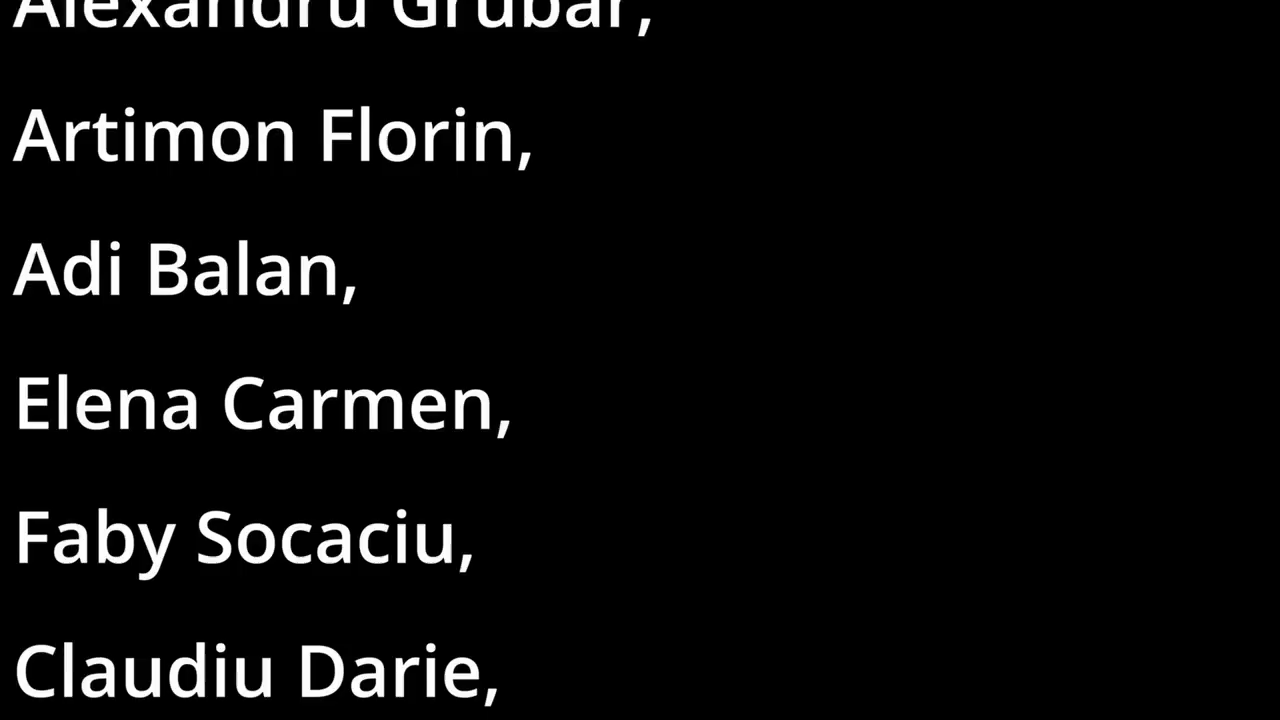 Alexandru Grubar,
Artimon Florin,
Adi Balan,
Elena Carmen,
Faby Socaciu,
Claudiu Darie,